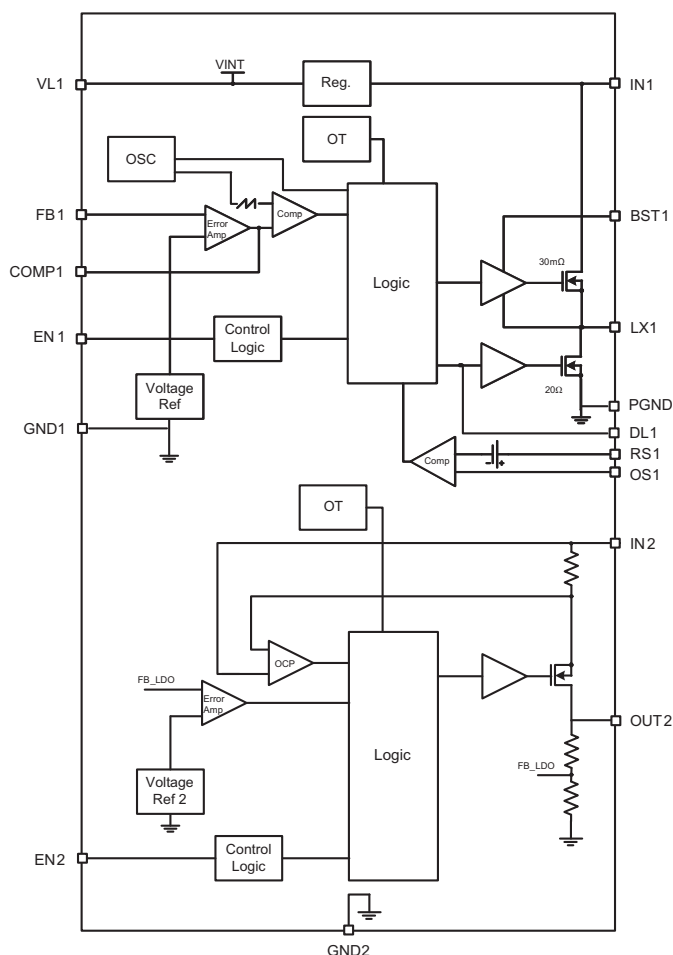 VINT
VL1
Reg.
IN1
OT
OSC
FB1
Error
Amp
Comp
BST1
COMP1
Logic
30mΩ
EN1
Control
Logic
LX1
Voltage
Ref
20Ω
PGND
GND1
DL1
Comp
RS1
- +
OS1
OT
IN2
OCP
FB_LDO
Error
Amp
OUT2
Logic
FB_LDO
Voltage
Ref 2
EN2
Control
Logic
GND2